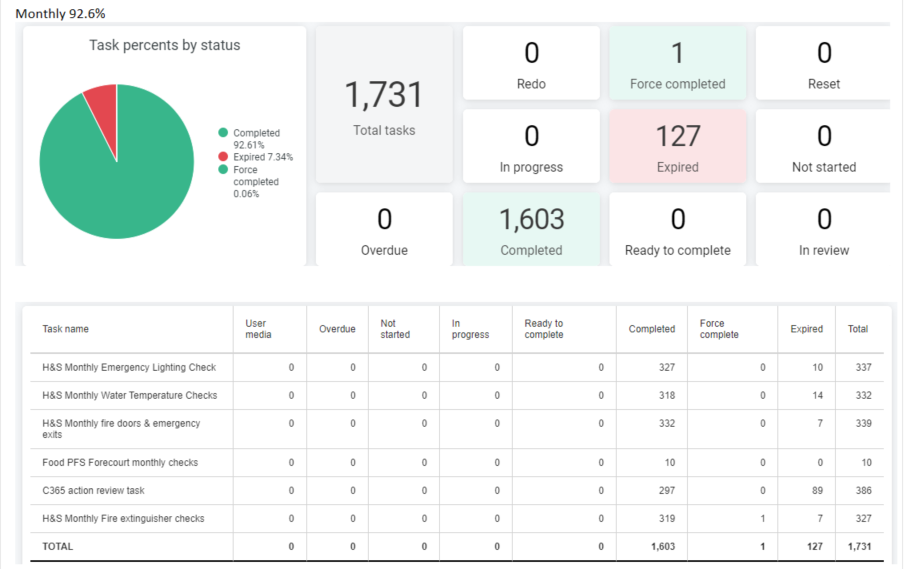 Monthly 92.6%
Task percents by status
Completed
92.61%
Expired 7.34%
Force
completed
0.06%
1,731
Total tasks
0
Redo
1
Force completed
0
Reset
0
In progress
127
Expired
0
Not started
0
Overdue
1,603
Completed
0
Ready to complete
0
In review
Task name User media Overdue Not started In progress Ready to complete Completed Force complete Expired Total
H&S Monthly Emergency Lighting Check 0 0 0 0 0 327 0 10 337
H&S Monthly Water Temperature Checks 0 0 0 0 0 318 0 14 332
H&S Monthly fire doors & emergency exits 0 0 0 0 0 332 0 7 339
Food PFS Forecourt monthly checks 0 0 0 0 0 10 0 0 10
C365 action review task 0 0 0 0 0 297 0 89 386
H&S Monthly Fire extinguisher checks 0 0 0 0 0 319 1 7 327
TOTAL 0 0 0 0 0 1,603 1 127 1,731